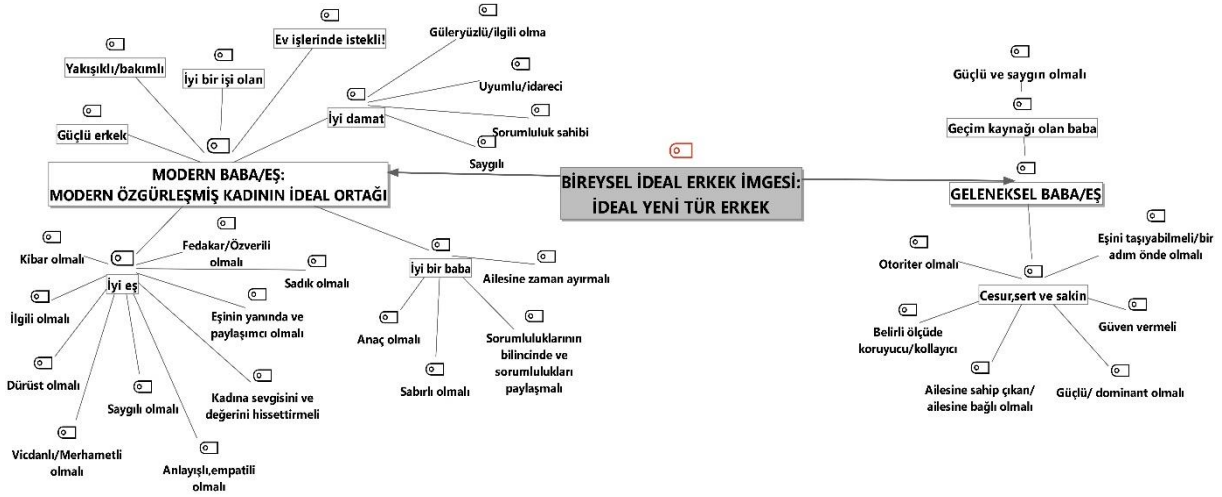 Ev işlerinde istekli!
Güleryüzlü/ilgili olma
Yakışıklı/bakımlı
İyi bir işi olan
Uyumlu/idareci
Güçlü erkek
İyi damat
Sorumluluk sahibi
Saygılı
MODERN BABA/EŞ:
MODERN ÖZGÜRLEŞMİŞ KADININ İDEAL ORTAĞI
BİREYSEL İDEAL ERKEK İMGESİ:
İDEAL YENİ TÜR ERKEK
Güçlü ve saygın olmalı
Geçim kaynağı olan baba
GELENEKSEL BABA/EŞ
Kibar olmalı
Fedakar/Özverili
olmalı
Sadık olmalı
İyi eş
İlgili olmalı
Eşinin yanında ve
paylaşımcı olmalı
Dürüst olmalı
Saygılı olmalı
Kadına sevgisini ve
değerini hissettirmeli
Vicdanlı/Merhametli
olmalı
Anlayışlı,empatili
olmalı
İyi bir baba
Ailesine zaman ayırmalı
Anaç olmalı
Sabırlı olmalı
Sorumluluklarının
bilincinde ve
sorumlulukları
paylaşmalı
Otoriter olmalı
Eşini taşıyabilmeli/bir
adım önde olmalı
Cesur,sert ve sakin
Belirli ölçüde
koruyucu/kollayıcı
Güven vermeli
Ailesine sahip çıkan/
ailesine bağlı olmalı
Güçlü/ dominant olmalı